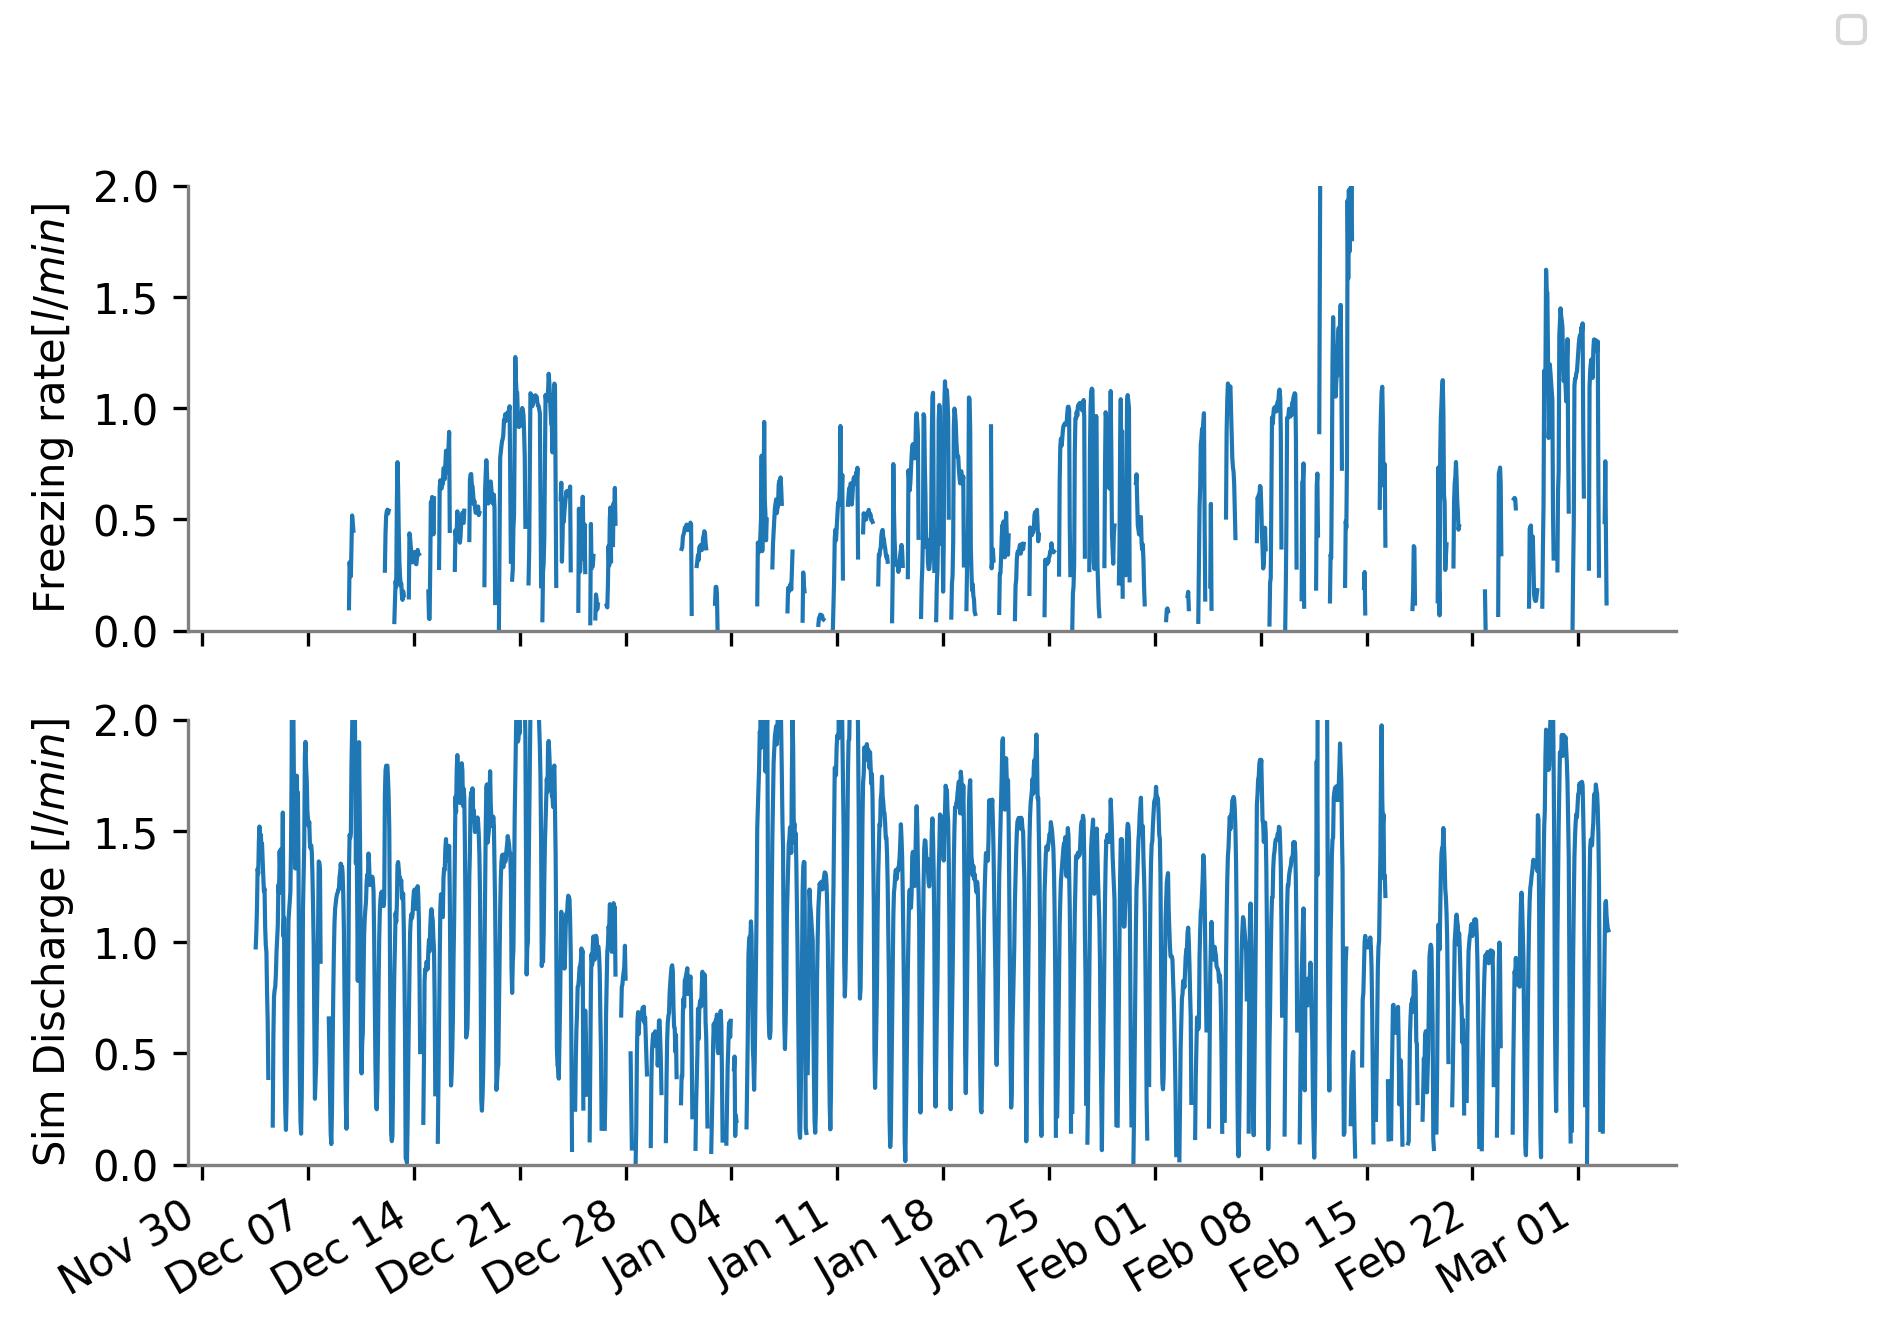 Freezing rate[l/min]
2.0
1.5
1.0
0.5
0.0
Sim Discharge [l/min]
2.0
1.5
1.0
0.5
0.0
Nov 30
Dec 07
Dec 14
Dec 21
Dec 28
Jan 04
Jan 11
Jan 18
Jan 25
Feb 01
Feb 08
Feb 15
Feb 22
Mar 01